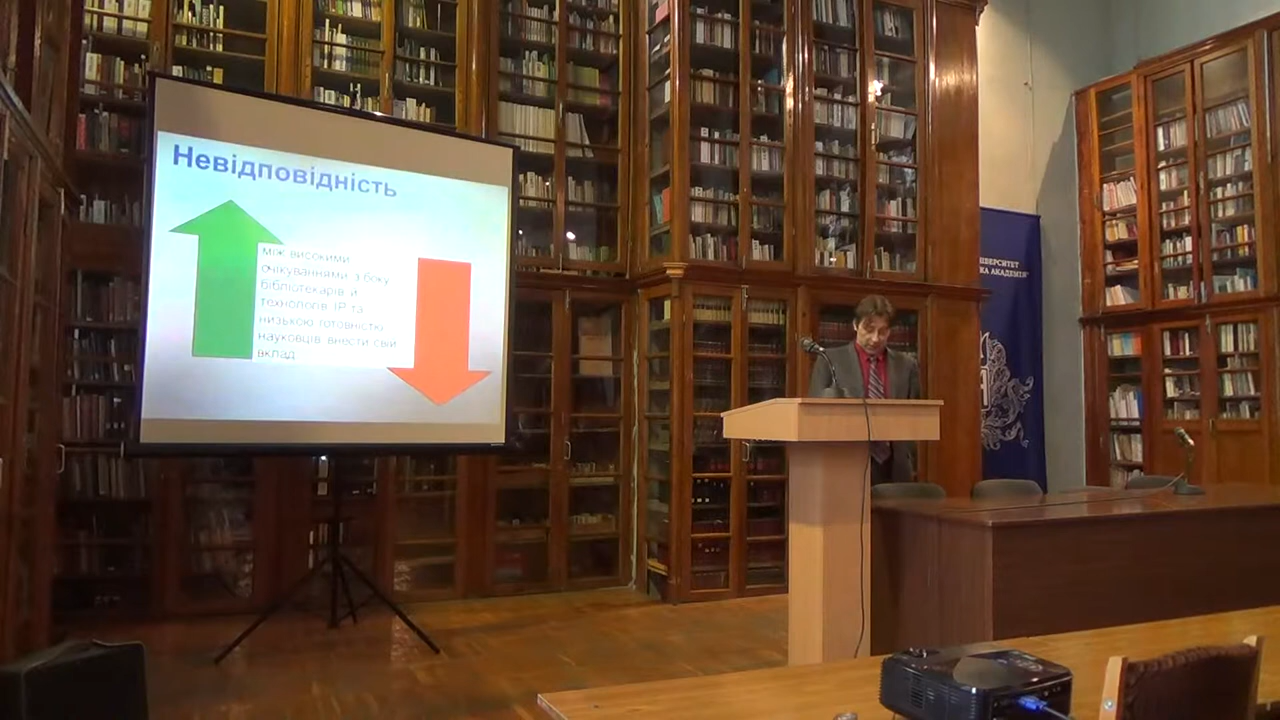 Невідповідність
між високими
очікуваннями з боку
бібліотекарів й
технологів ІР та
низькою готовністю
науковців внести свій
вклад